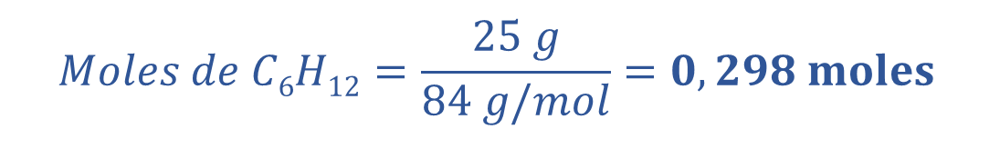 Moles de C₆H₁₂ = 25 g / 84 g/mol = 0,298 moles